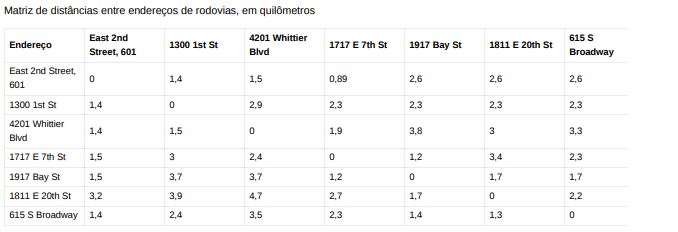 Matriz de distâncias entre endereços de rodovias, em quilômetros
Endereço East 2nd Street, 601 1300 1st St 4201 Whittier Blvd 1717 E 7th St 1917 Bay St 1811 E 20th St 615 S Broadway
East 2nd Street, 601 0 1,4 1,5 0,89 2,6 2,6 2,6
1300 1st St 1,4 0 2,9 2,3 2,3 2,3 2,3
4201 Whittier Blvd 1,4 1,5 0 1,9 3,8 3 3,3
1717 E 7th St 1,5 3 2,4 0 1,2 3,4 2,3
1917 Bay St 1,5 3,7 3,7 1,2 0 1,7 1,7
1811 E 20th St 3,2 3,9 4,7 2,7 1,7 0 2,2
615 S Broadway 1,4 2,4 3,5 2,3 1,4 1,3 0